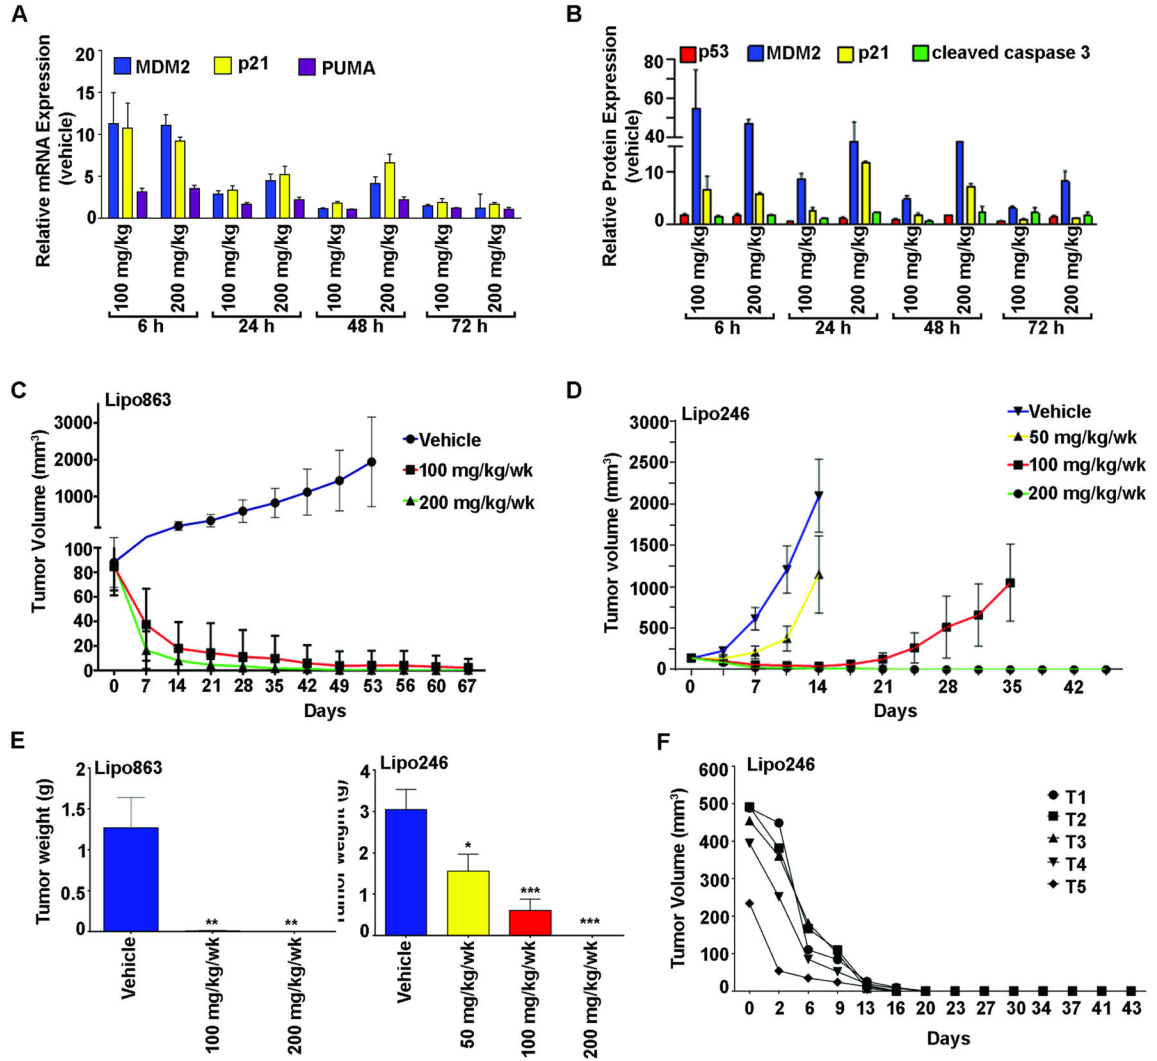 A
20
15
10
5
0
Relative mRNA Expression
(vehicle)
MDM2 p21 PUMA
100 mg/kg 200 mg/kg 100 mg/kg 200 mg/kg 100 mg/kg 200 mg/kg 100 mg/kg 200 mg/kg
6 h 24 h 48 h 72 h
B
80
60
40
20
10
0
Relative Protein Expression
(vehicle)
p53 MDM2 p21 cleaved caspase 3
100 mg/kg 200 mg/kg 100 mg/kg 200 mg/kg 100 mg/kg 200 mg/kg 100 mg/kg 200 mg/kg
6 h 24 h 48 h 72 h
C
Lipo863
3000
2000
1000
100
80
60
40
20
0
Tumor Volume (mm³)
Vehicle
100 mg/kg/wk
200 mg/kg/wk
0 7 14 21 28 35 42 49 53 56 60 67
Days
D
Lipo246
3000
2500
2000
1500
1000
500
0
Tumor volume (mm³)
Vehicle
50 mg/kg/wk
100 mg/kg/wk
200 mg/kg/wk
0 7 14 21 28 35 42
Days
E
Lipo863
2
1.5
1
0.5
0
Tumor weight (g)
** **
Vehicle 100 mg/kg/wk 200 mg/kg/wk
Lipo246
4
3
2
1
0
Tumor weight (g)
* *** ***
Vehicle 50 mg/kg/wk 100 mg/kg/wk 200 mg/kg/wk
F
Lipo246
600
500
400
300
200
100
0
Tumor Volume (mm³)
T1
T2
T3
T4
T5
0 2 6 9 13 16 20 23 27 30 34 37 41 43
Days